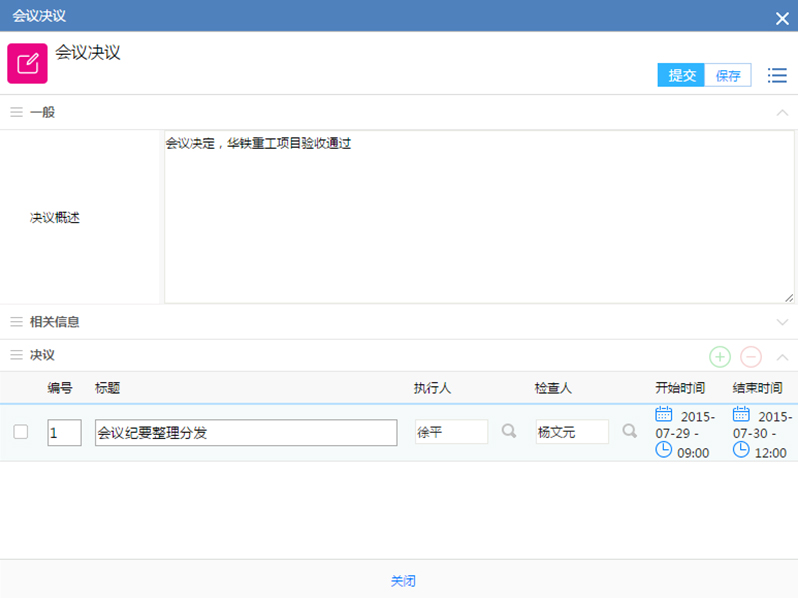 会议决议
会议决议
提交 保存
一般
决议概述
会议决定，华铁重工项目验收通过
相关信息
决议
编号 标题 执行人 检查人 开始时间 结束时间
1 会议纪要整理分发 徐平 杨文元
2015-07-29 - 09:00
2015-07-30 - 12:00
关闭